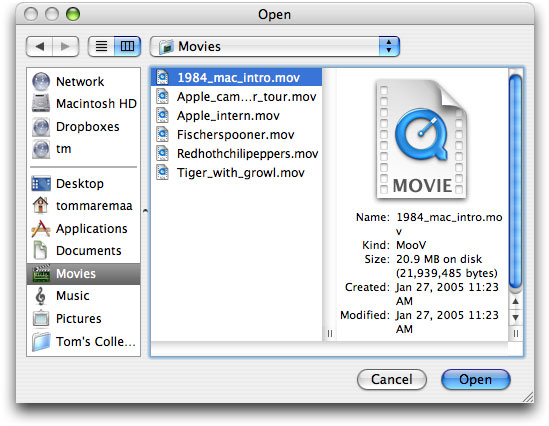 Open
Movies
Network
Macintosh HD
Dropboxes
tm
Desktop
tommaremaa
Applications
Documents
Movies
Music
Pictures
Tom's Colle...
1984_mac_intro.mov
Apple_cam...r_tour.mov
Apple_intern.mov
Fischerspooner.mov
Redhothchilipeppers.mov
Tiger_with_growl.mov
MOVIE
Name: 1984_mac_intro.mo
v
Kind: MooV
Size: 20.9 MB on disk
(21,939,485 bytes)
Created: Jan 27, 2005 11:23
AM
Modified: Jan 27, 2005 11:23
AM
Cancel
Open